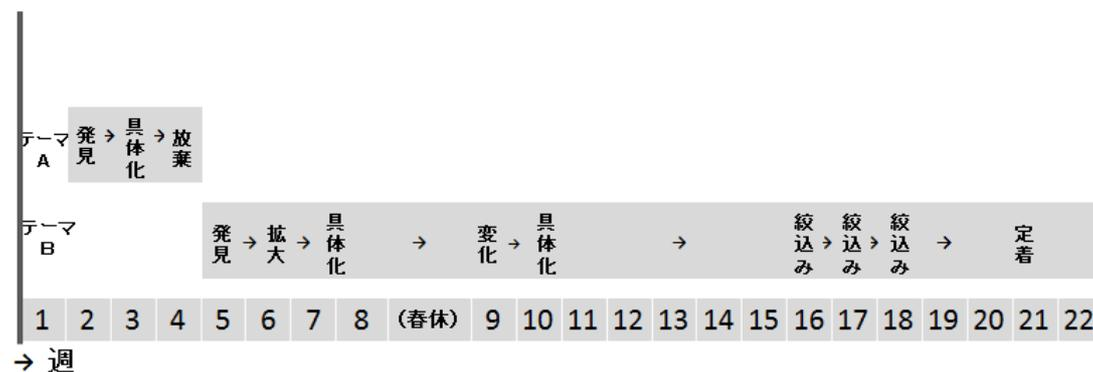 テーマ
A
発見 → 具体化 → 放棄
テーマ
B
発見 → 拡大 → 具体化 → 変化 → 具体化 → 絞込み → 絞込み → 絞込み → 定着
1 2 3 4 5 6 7 8 (春休) 9 10 11 12 13 14 15 16 17 18 19 20 21 22
→ 週